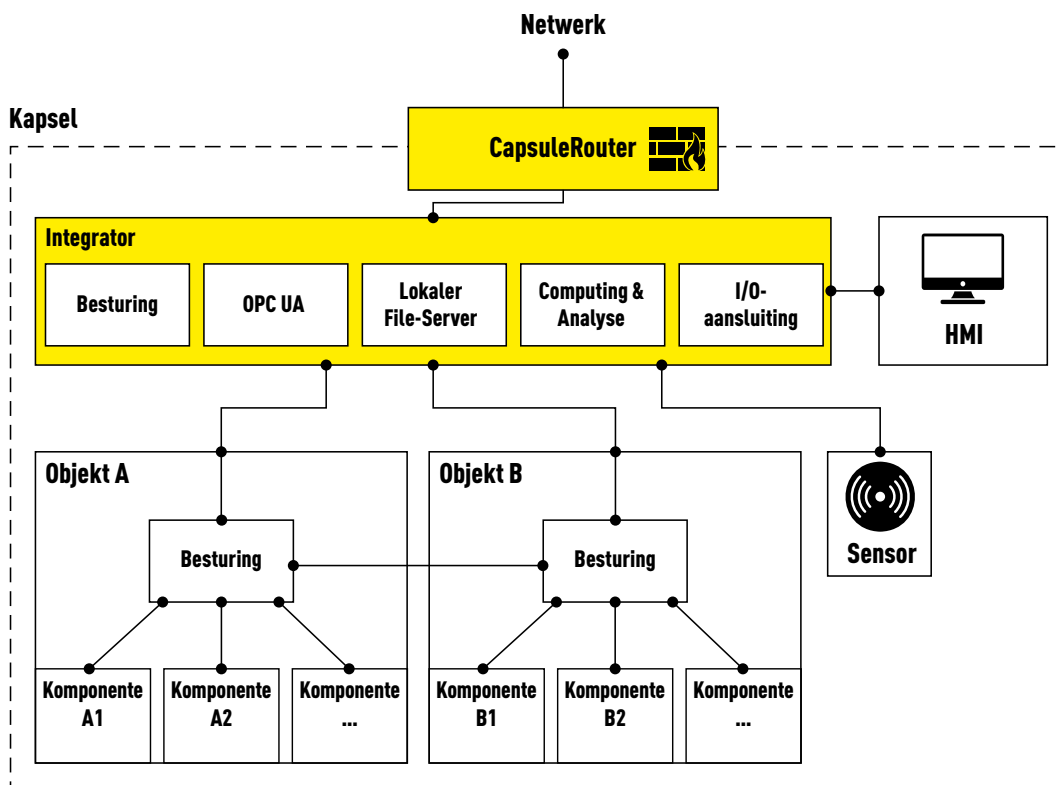 Netwerk
Kapsel
CapsuleRouter
Integrator
Besturing
OPC UA
Lokaler
File-Server
Computing &
Analyse
I/O-
aansluiting
HMI
Objekt A
Objekt B
Besturing
Besturing
Sensor
Komponente
A1
Komponente
A2
Komponente
...
Komponente
B1
Komponente
B2
Komponente
...